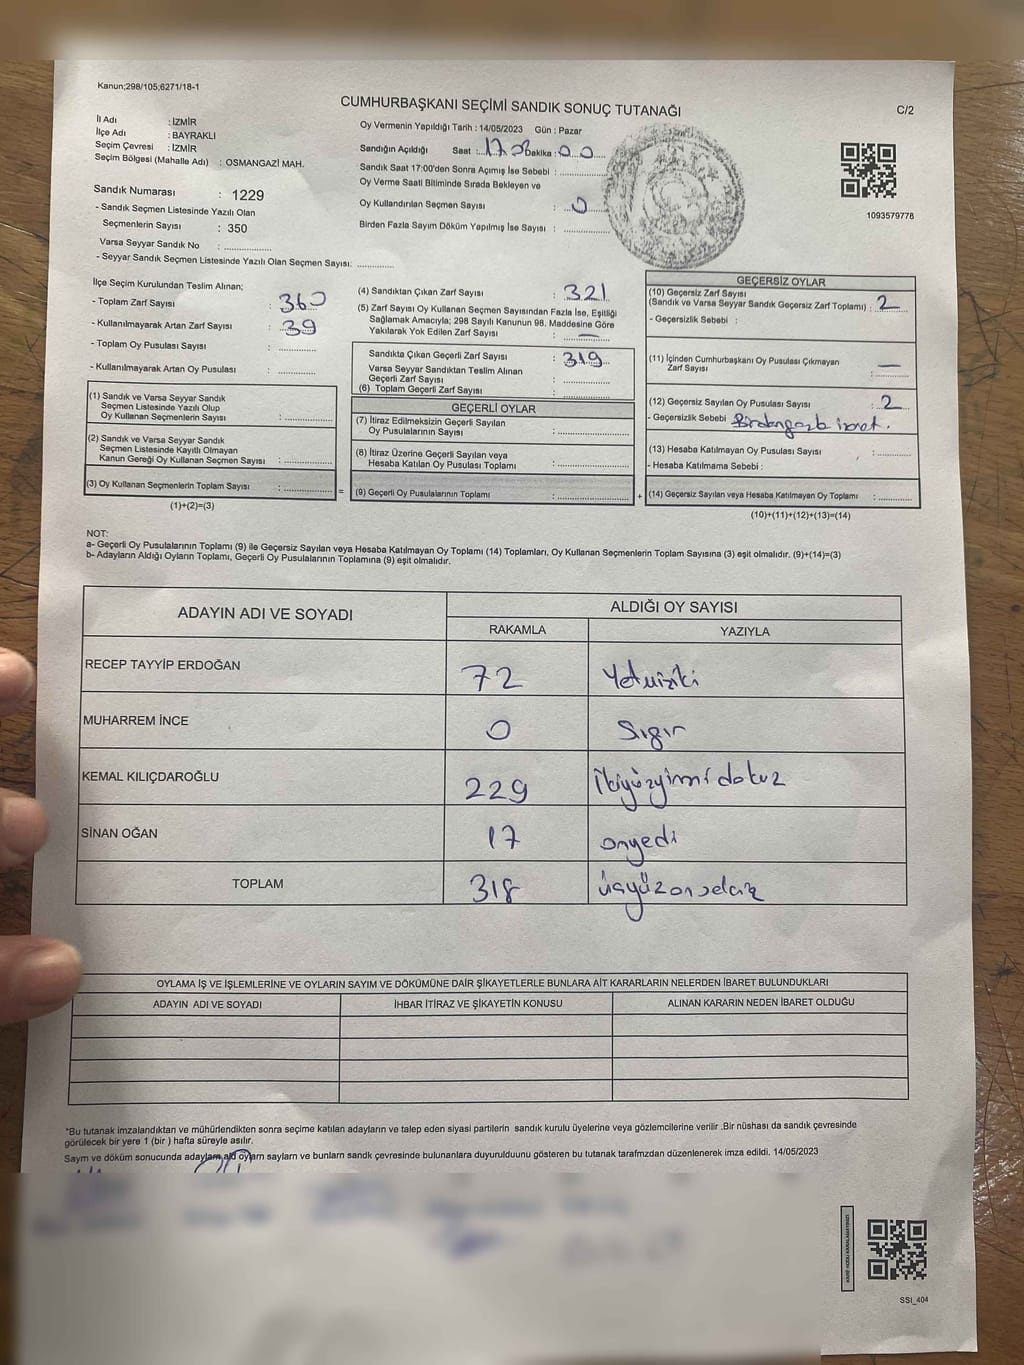 Kanun;298/105;6271/18-1
CUMHURBAŞKANI SEÇİMİ SANDIK SONUÇ TUTANAĞI
C/2
İl Adı : İZMİR
İlçe Adı : BAYRAKLI
Seçim Çevresi : İZMİR
Seçim Bölgesi (Mahalle Adı) : OSMANGAZİ MAH.
Sandık Numarası : 1229
- Sandık Seçmen Listesinde Yazılı Olan
Seçmenlerin Sayısı : 350
Varsa Seyyar Sandık No : ..............
- Seyyar Sandık Seçmen Listesinde Yazılı Olan Seçmen Sayısı: ............
Oy Vermenin Yapıldığı Tarih : 14/05/2023 Gün : Pazar
Sandığın Açıldığı Saat : 17.00 Dakika : 00
Sandık Saat 17:00'den Sonra Açımış İse Sebebi : ..............
Oy Verme Saati Bitiminde Sırada Bekleyen ve
Oy Kullandırılan Seçmen Sayısı : 0
Birden Fazla Sayım Döküm Yapılmış İse Sayısı : ..............
1093579778
İlçe Seçim Kurulundan Teslim Alınan;
- Toplam Zarf Sayısı : 360
- Kullanılmayarak Artan Zarf Sayısı : 39
- Toplam Oy Pusulası Sayısı : ............
- Kullanılmayarak Artan Oy Pusulası : ............
(1) Sandık ve Varsa Seyyar Sandık
Seçmen Listesinde Yazılı Olup
Oy Kullanan Seçmenlerin Sayısı : ..............
(2) Sandık ve Varsa Seyyar Sandık
Seçmen Listesinde Kayıtlı Olmayan
Kanun Gereği Oy Kullanan Seçmen Sayısı : ..............
(3) Oy Kullanan Seçmenlerin Toplam Sayısı : ..............
(1)+(2)=(3)
=
(4) Sandıktan Çıkan Zarf Sayısı : 321
(5) Zarf Sayısı Oy Kullanan Seçmen Sayısından Fazla İse, Eşitliği
Sağlamak Amacıyla; 298 Sayılı Kanunun 98. Maddesine Göre
Yakılarak Yok Edilen Zarf Sayısı : —
Sandıkta Çıkan Geçerli Zarf Sayısı : 319
Varsa Seyyar Sandıktan Teslim Alınan
Geçerli Zarf Sayısı : ..............
(6) Toplam Geçerli Zarf Sayısı : ..............
GEÇERLİ OYLAR
(7) İtiraz Edilmeksizin Geçerli Sayılan
Oy Pusulalarının Sayısı : ..............
(8) İtiraz Üzerine Geçerli Sayılan veya
Hesaba Katılan Oy Pusulası Toplamı : ..............
(9) Geçerli Oy Pusulalarının Toplamı : ..............
+
GEÇERSİZ OYLAR
(10) Geçersiz Zarf Sayısı
(Sandık ve Varsa Seyyar Sandık Geçersiz Zarf Toplamı) : 2
- Geçersizlik Sebebi :
(11) İçinden Cumhurbaşkanı Oy Pusulası Çıkmayan
Zarf Sayısı : —
(12) Geçersiz Sayılan Oy Pusulası Sayısı : 2
- Geçersizlik Sebebi
(13) Hesaba Katılmayan Oy Pusulası Sayısı : ............
- Hesaba Katılmama Sebebi :
(14) Geçersiz Sayılan veya Hesaba Katılmayan Oy Toplamı : ............
(10)+(11)+(12)+(13)=(14)
NOT:
a- Geçerli Oy Pusulalarının Toplamı (9) ile Geçersiz Sayılan veya Hesaba Katılmayan Oy Toplamı (14) Toplamları, Oy Kullanan Seçmenlerin Toplam Sayısına (3) eşit olmalıdır. (9)+(14)=(3)
b- Adayların Aldığı Oyların Toplamı, Geçerli Oy Pusulalarının Toplamına (9) eşit olmalıdır.
ADAYIN ADI VE SOYADI
ALDIĞI OY SAYISI
RAKAMLA YAZIYLA
RECEP TAYYİP ERDOĞAN 72 Yetmişiki
MUHARREM İNCE 0 Sıfır
KEMAL KILIÇDAROĞLU 229 ikiyüzyirmidokuz
SİNAN OĞAN 17 onyedi
TOPLAM 318 üçyüzonsekiz
OYLAMA İŞ VE İŞLEMLERİNE VE OYLARIN SAYIM VE DÖKÜMÜNE DAİR ŞİKAYETLERLE BUNLARA AİT KARARLARIN NELERDEN İBARET BULUNDUKLARI
ADAYIN ADI VE SOYADI İHBAR İTİRAZ VE ŞİKAYETİN KONUSU ALINAN KARARIN NEDEN İBARET OLDUĞU
*Bu tutanak imzalandıktan ve mühürlendikten sonra seçime katılan adayların ve talep eden siyasi partilerin sandık kurulu üyelerine veya gözlemcilerine verilir .Bir nüshası da sandık çevresinde
görülecek bir yere 1 (bir ) hafta süreyle asılır.
Sayım ve döküm sonucunda adayların aldığı oyların sayıları ve bunların sandık çevresinde bulunanlara duyurulduunu gösteren bu tutanak tarafımızdan düzenlenerek imza edildi. 14/05/2023
SSI_404